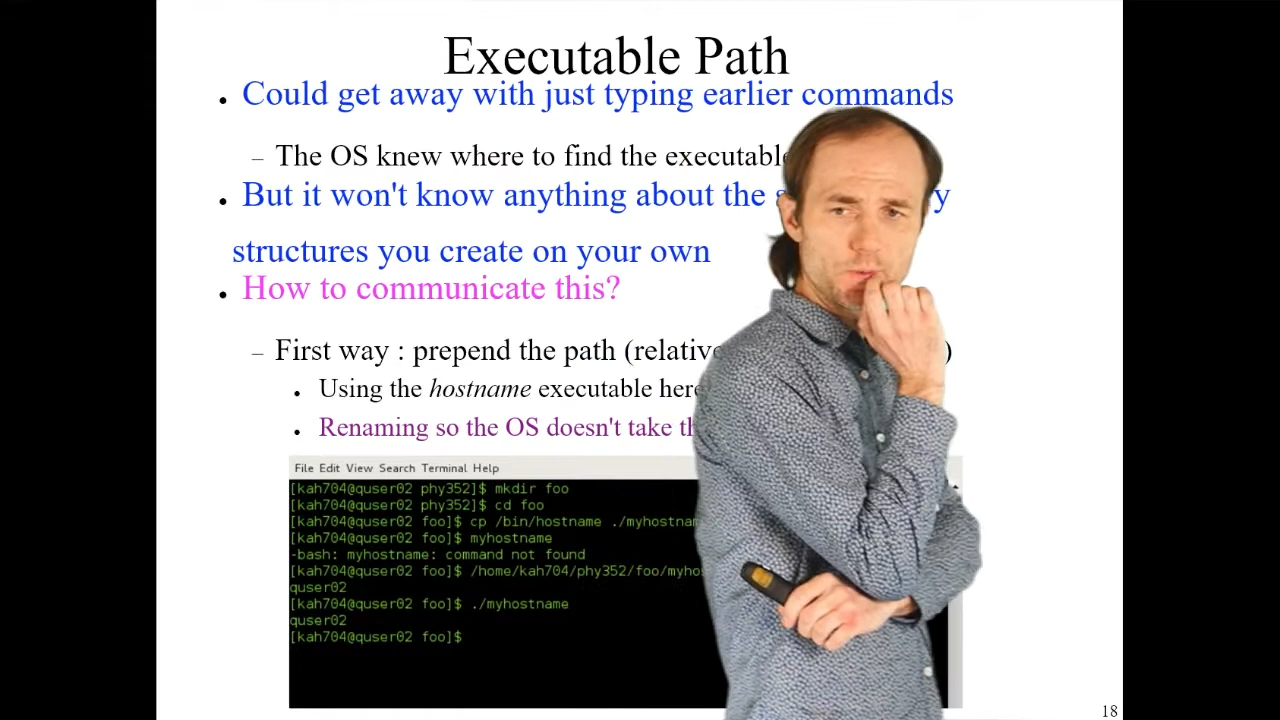 Executable Path
• Could get away with just typing earlier commands
– The OS knew where to find the executable
• But it won't know anything about the
structures you create on your own
• How to communicate this?
– First way : prepend the path (relative )
• Using the hostname executable here
• Renaming so the OS doesn't take
File Edit View Search Terminal Help
[kah704@quser02 phy352]$ mkdir foo
[kah704@quser02 phy352]$ cd foo
[kah704@quser02 foo]$ cp /bin/hostname ./myhostname
[kah704@quser02 foo]$ myhostname
-bash: myhostname: command not found
[kah704@quser02 foo]$ /home/kah704/phy352/foo/myhos
quser02
[kah704@quser02 foo]$ ./myhostname
quser02
[kah704@quser02 foo]$
18